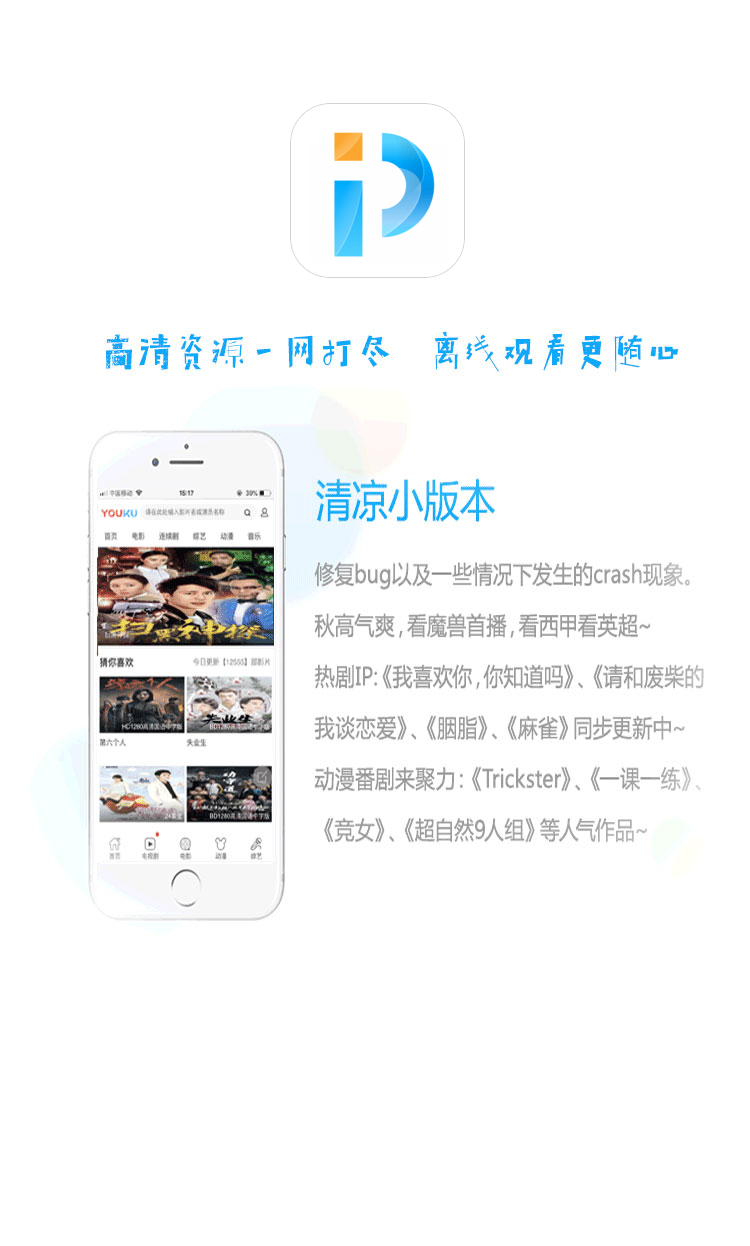 高清资源一网打尽 离线观看更随心
中国移动 15:17 39%
YOUKU 请在此处输入影片名或演员名称
首页 电影 连续剧 综艺 动漫 音乐
扫黑神探
猜你喜欢 今日更新【12555】部影片
HC1280高清国语中字版 BD1280高清国语中字版
第六个人 失业生
BD1280高清国语中字版
首页 电视剧 电影 动漫 综艺
清凉小版本
修复bug以及一些情况下发生的crash现象。
秋高气爽,看魔兽首播,看西甲看英超~
热剧IP:《我喜欢你,你知道吗》、《请和废柴的
我谈恋爱》、《胭脂》、《麻雀》同步更新中~
动漫番剧来聚力:《Trickster》、《一课一练》、
《竞女》、《超自然9人组》等人气作品~